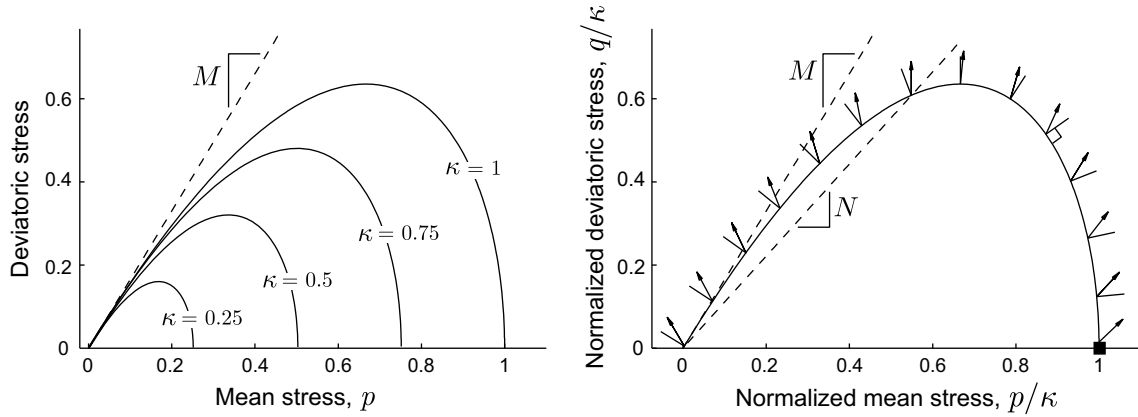 Deviatoric stress
0.6
0.4
0.2
0
M
κ = 1
κ = 0.75
κ = 0.5
κ = 0.25
0 0.2 0.4 0.6 0.8 1
Mean stress, p
Normalized deviatoric stress, q/κ
0.6
0.4
0.2
0
M
N
0 0.2 0.4 0.6 0.8 1
Normalized mean stress, p/κ